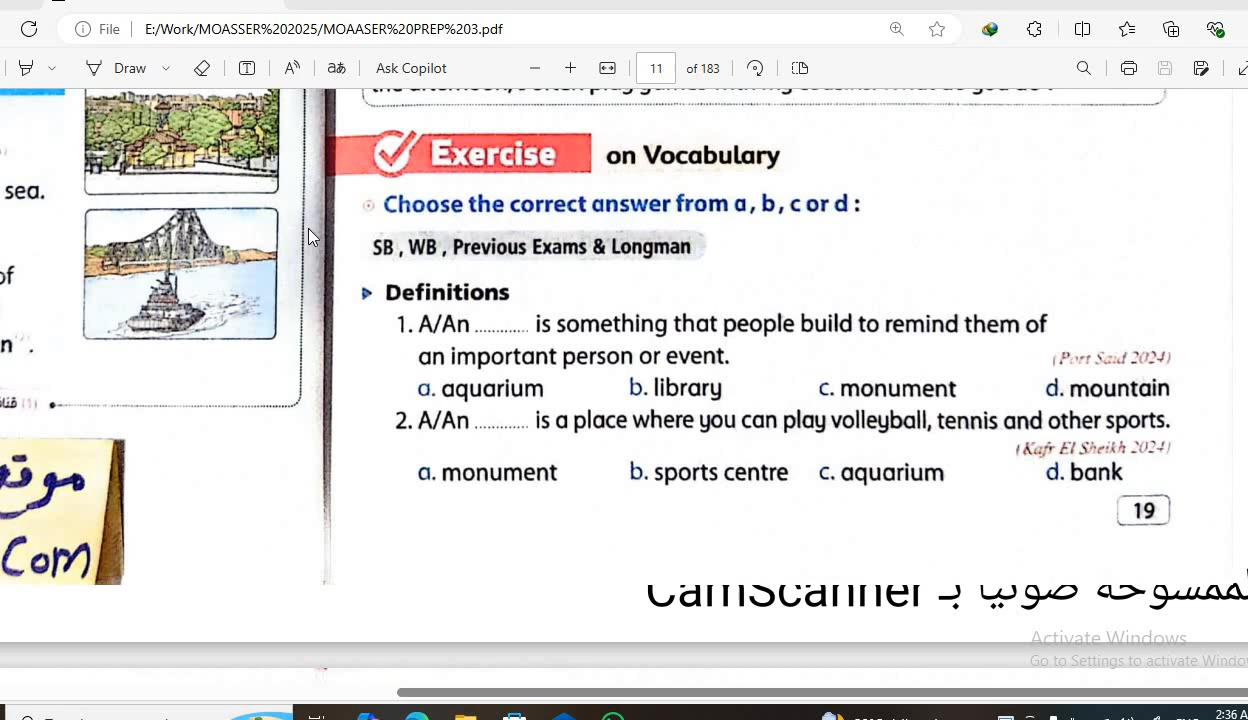 File
E:/Work/MOASSER%202025/MOAASER%20PREP%203.pdf
Draw
Ask Copilot
11
of 183
Exercise on Vocabulary
Choose the correct answer from a, b, c or d :
SB , WB , Previous Exams & Longman
Definitions
1. A/An ............ is something that people build to remind them of
an important person or event.
(Port Said 2024)
a. aquarium b. library c. monument d. mountain
2. A/An ............ is a place where you can play volleyball, tennis and other sports.
(Kafr El Sheikh 2024)
a. monument b. sports centre c. aquarium d. bank
19
sea.
of
n
موقع
Com
الممسوحة ضوئيا بـ CamScanner
Activate Windows
Go to Settings to activate Windo
2:36 A